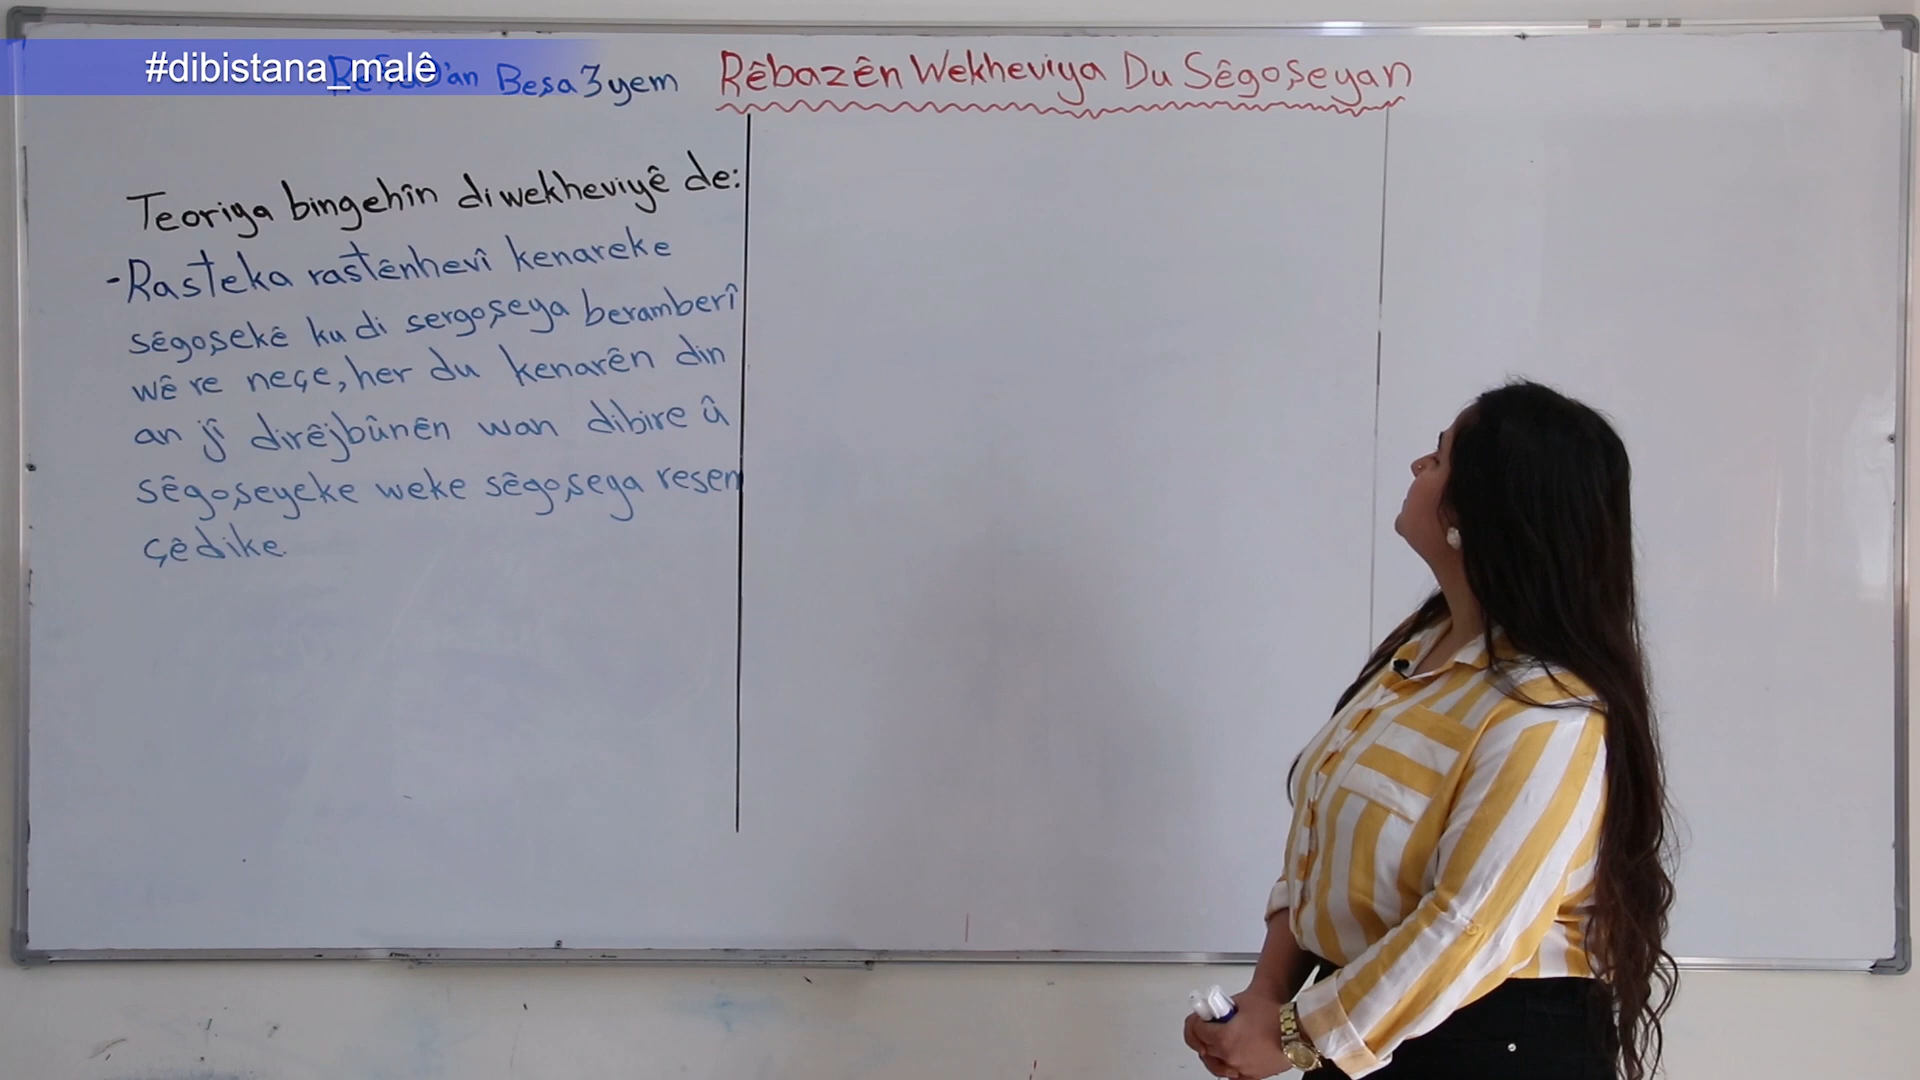 #dibistana_malê
Beşa 3yem
Rêbazên Wekheviya Du Sêgoşeyan
Teoriya bingehîn di wekheviyê de:
-Rasteka rastênhevî kenareke
sêgoşekê ku di sergoşeya beramberî
wê re neçe, her du kenarên din
an jî dirêjbûnên wan dibire û
sêgoşeyeke weke sêgoşeya resen
çêdike.